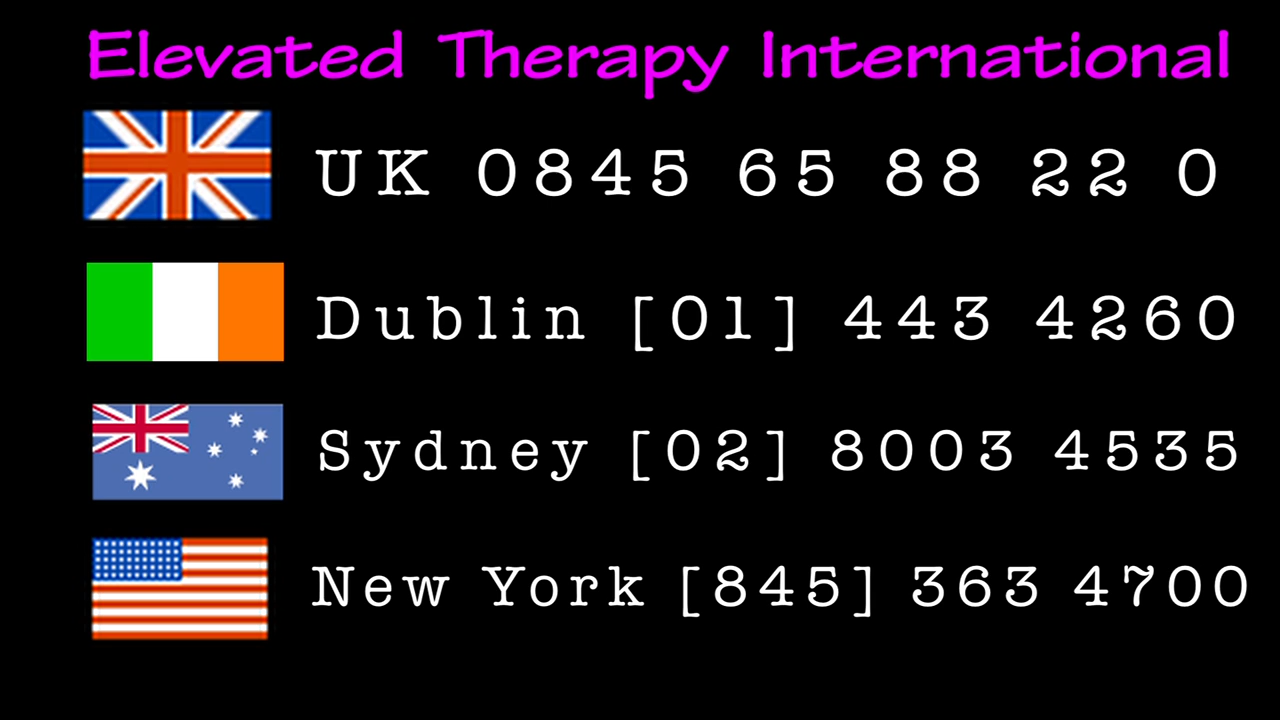 Elevated Therapy International
UK 0845 65 88 22 0
Dublin [01] 443 4260
Sydney [02] 8003 4535
New York [845] 363 4700